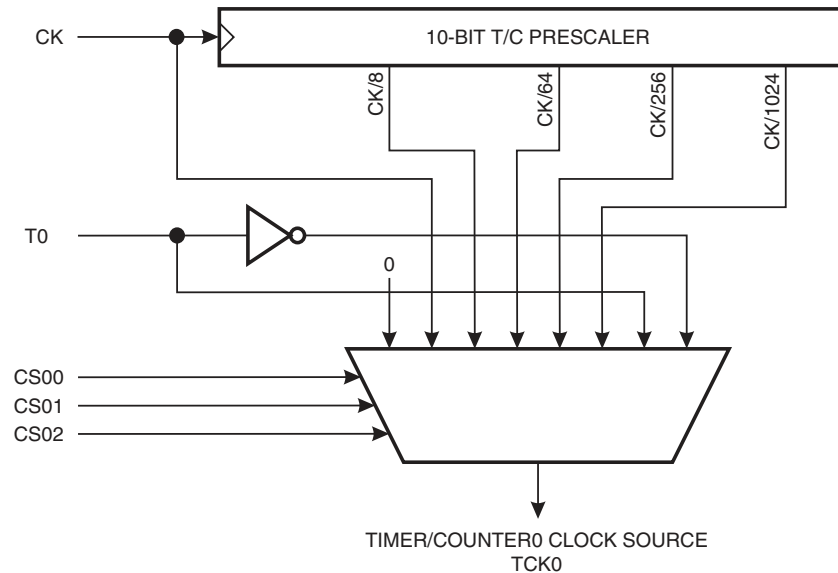 CK
10-BIT T/C PRESCALER
CK/8
CK/64
CK/256
CK/1024
T0
0
CS00
CS01
CS02
TIMER/COUNTER0 CLOCK SOURCE
TCK0